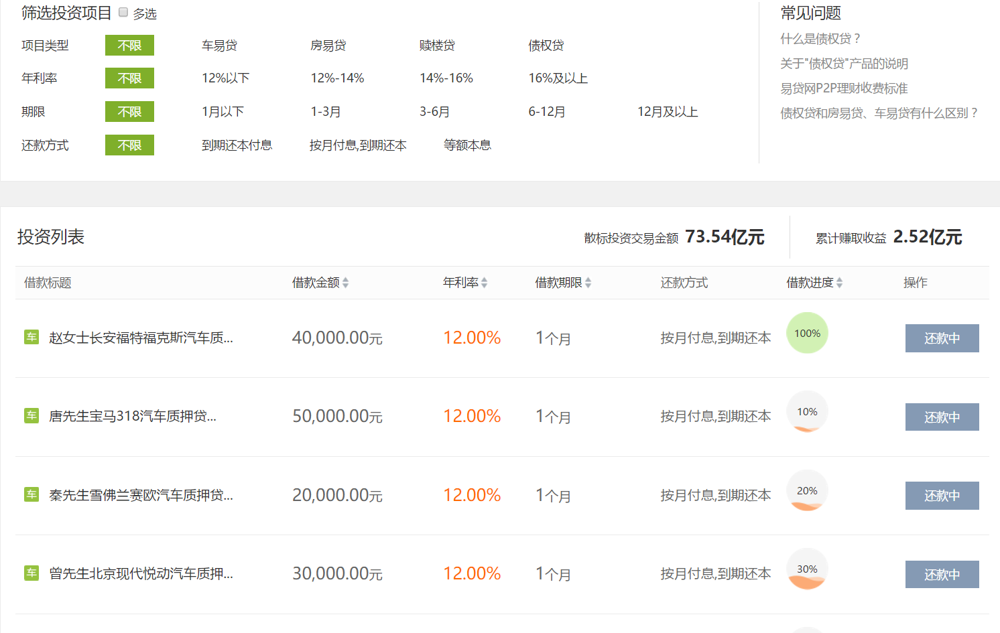 筛选投资项目 多选
项目类型 不限 车易贷 房易贷 赎楼贷 债权贷
年利率 不限 12%以下 12%-14% 14%-16% 16%及以上
期限 不限 1月以下 1-3月 3-6月 6-12月 12月及以上
还款方式 不限 到期还本付息 按月付息,到期还本 等额本息
常见问题
什么是债权贷？
关于"债权贷"产品的说明
易贷网P2P理财收费标准
债权贷和房易贷、车易贷有什么区别？
投资列表 散标投资交易金额 73.54亿元 累计赚取收益 2.52亿元
借款标题 借款金额 年利率 借款期限 还款方式 借款进度 操作
车 赵女士长安福特福克斯汽车质... 40,000.00元 12.00% 1个月 按月付息,到期还本 100% 还款中
车 唐先生宝马318汽车质押贷... 50,000.00元 12.00% 1个月 按月付息,到期还本 10% 还款中
车 秦先生雪佛兰赛欧汽车质押贷... 20,000.00元 12.00% 1个月 按月付息,到期还本 20% 还款中
车 曾先生北京现代悦动汽车质押... 30,000.00元 12.00% 1个月 按月付息,到期还本 30% 还款中